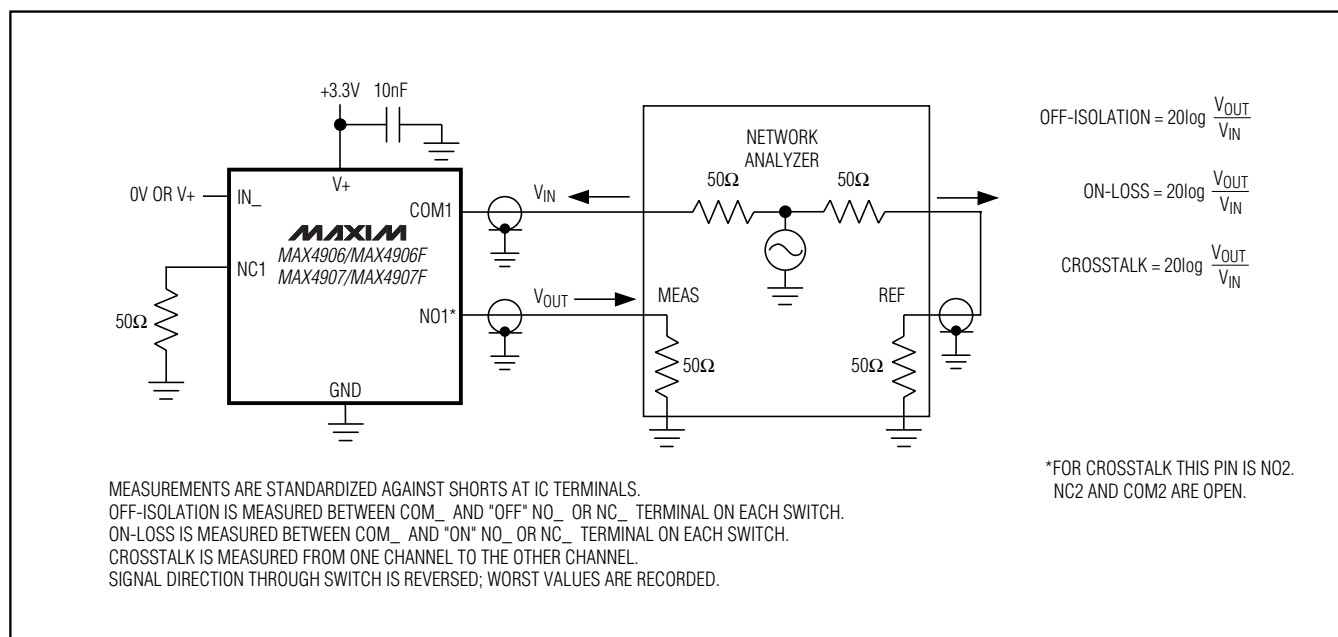 +3.3V 10nF
V+
0V OR V+ IN_
COM1
MAXIM
MAX4906/MAX4906F
MAX4907/MAX4907F
NC1
NO1*
50Ω
GND
VIN
VOUT
NETWORK
ANALYZER
50Ω 50Ω
MEAS REF
50Ω 50Ω
OFF-ISOLATION = 20log VOUT/VIN
ON-LOSS = 20log VOUT/VIN
CROSSTALK = 20log VOUT/VIN
*FOR CROSSTALK THIS PIN IS NO2.
NC2 AND COM2 ARE OPEN.
MEASUREMENTS ARE STANDARDIZED AGAINST SHORTS AT IC TERMINALS.
OFF-ISOLATION IS MEASURED BETWEEN COM_ AND "OFF" NO_ OR NC_ TERMINAL ON EACH SWITCH.
ON-LOSS IS MEASURED BETWEEN COM_ AND "ON" NO_ OR NC_ TERMINAL ON EACH SWITCH.
CROSSTALK IS MEASURED FROM ONE CHANNEL TO THE OTHER CHANNEL.
SIGNAL DIRECTION THROUGH SWITCH IS REVERSED; WORST VALUES ARE RECORDED.